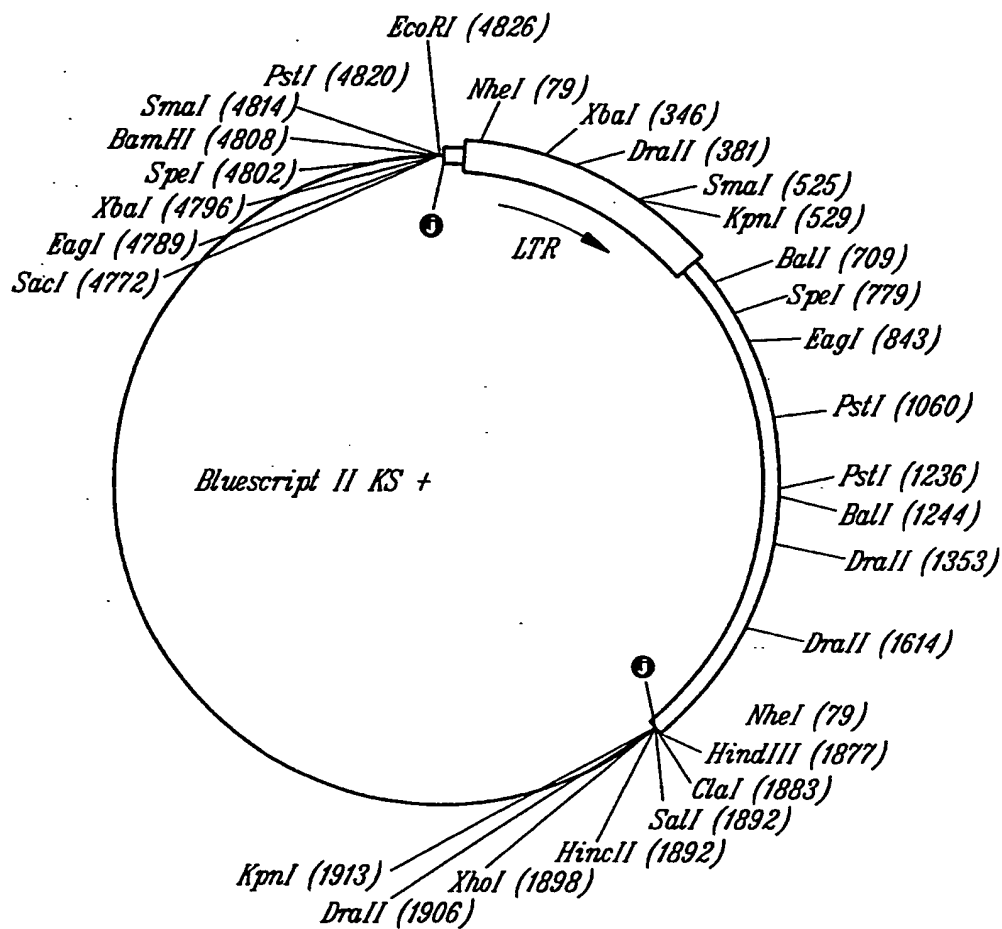 EcoRI (4826)
PstI (4820)
SmaI (4814)
BamHI (4808)
SpeI (4802)
XbaI (4796)
EagI (4789)
SacI (4772)
NheI (79)
XbaI (346)
DraII (381)
SmaI (525)
KpnI (529)
BalI (709)
SpeI (779)
EagI (843)
PstI (1060)
PstI (1236)
BalI (1244)
DraII (1353)
DraII (1614)
j
LTR
Bluescript II KS +
j
NheI (79)
HindIII (1877)
ClaI (1883)
SalI (1892)
HincII (1892)
XhoI (1898)
DraII (1906)
KpnI (1913)